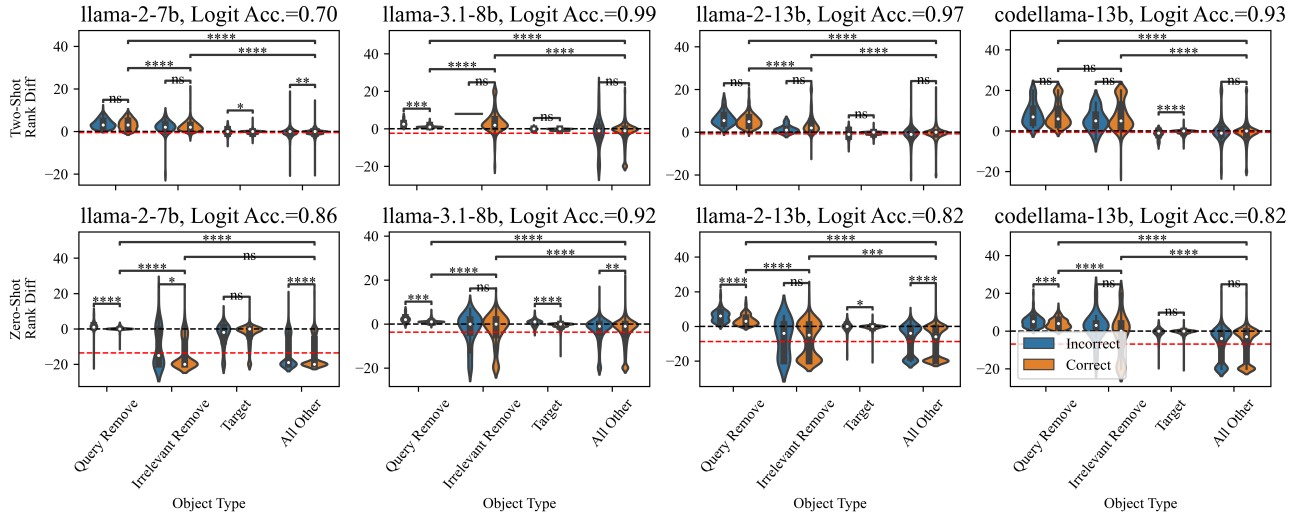 llama-2-7b, Logit Acc.=0.70
llama-3.1-8b, Logit Acc.=0.99
llama-2-13b, Logit Acc.=0.97
codellama-13b, Logit Acc.=0.93
Two-Shot
Rank Diff
40
20
0
−20
ns
****
ns
****
****
*
**
40
20
0
−20
***
****
ns
****
****
ns
ns
40
20
0
−20
ns
****
ns
****
****
ns
ns
40
20
0
−20
ns
ns
ns
****
****
****
ns
llama-2-7b, Logit Acc.=0.86
llama-3.1-8b, Logit Acc.=0.92
llama-2-13b, Logit Acc.=0.82
codellama-13b, Logit Acc.=0.82
Zero-Shot
Rank Diff
40
20
0
−20
****
****
*
****
ns
ns
****
40
20
0
−20
***
****
ns
****
****
****
**
40
20
0
−20
****
****
ns
****
***
*
****
40
20
0
−20
***
****
ns
****
****
ns
ns
Incorrect
Correct
Query Remove
Irrelevant Remove
Target
All Other
Query Remove
Irrelevant Remove
Target
All Other
Query Remove
Irrelevant Remove
Target
All Other
Query Remove
Irrelevant Remove
Target
All Other
Object Type
Object Type
Object Type
Object Type